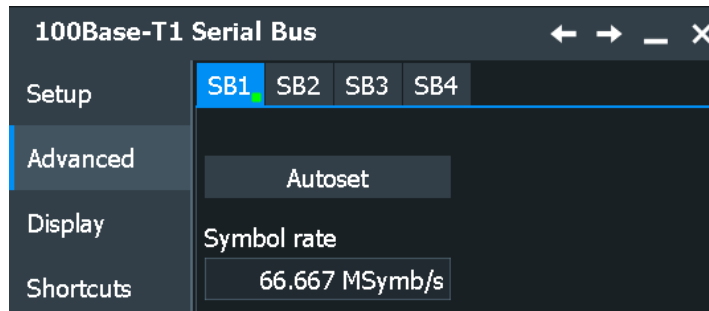 100Base-T1 Serial Bus
Setup
SB1 SB2 SB3 SB4
Advanced
Autoset
Display
Symbol rate
66.667 MSymb/s
Shortcuts